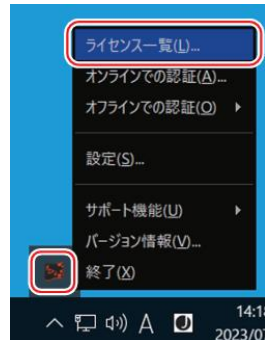 ライセンス一覧(L)...
オンラインでの認証(A)...
オフラインでの認証(O)
設定(S)...
サポート機能(U)
バージョン情報(V)...
終了(X)
A
14:18
2023/07